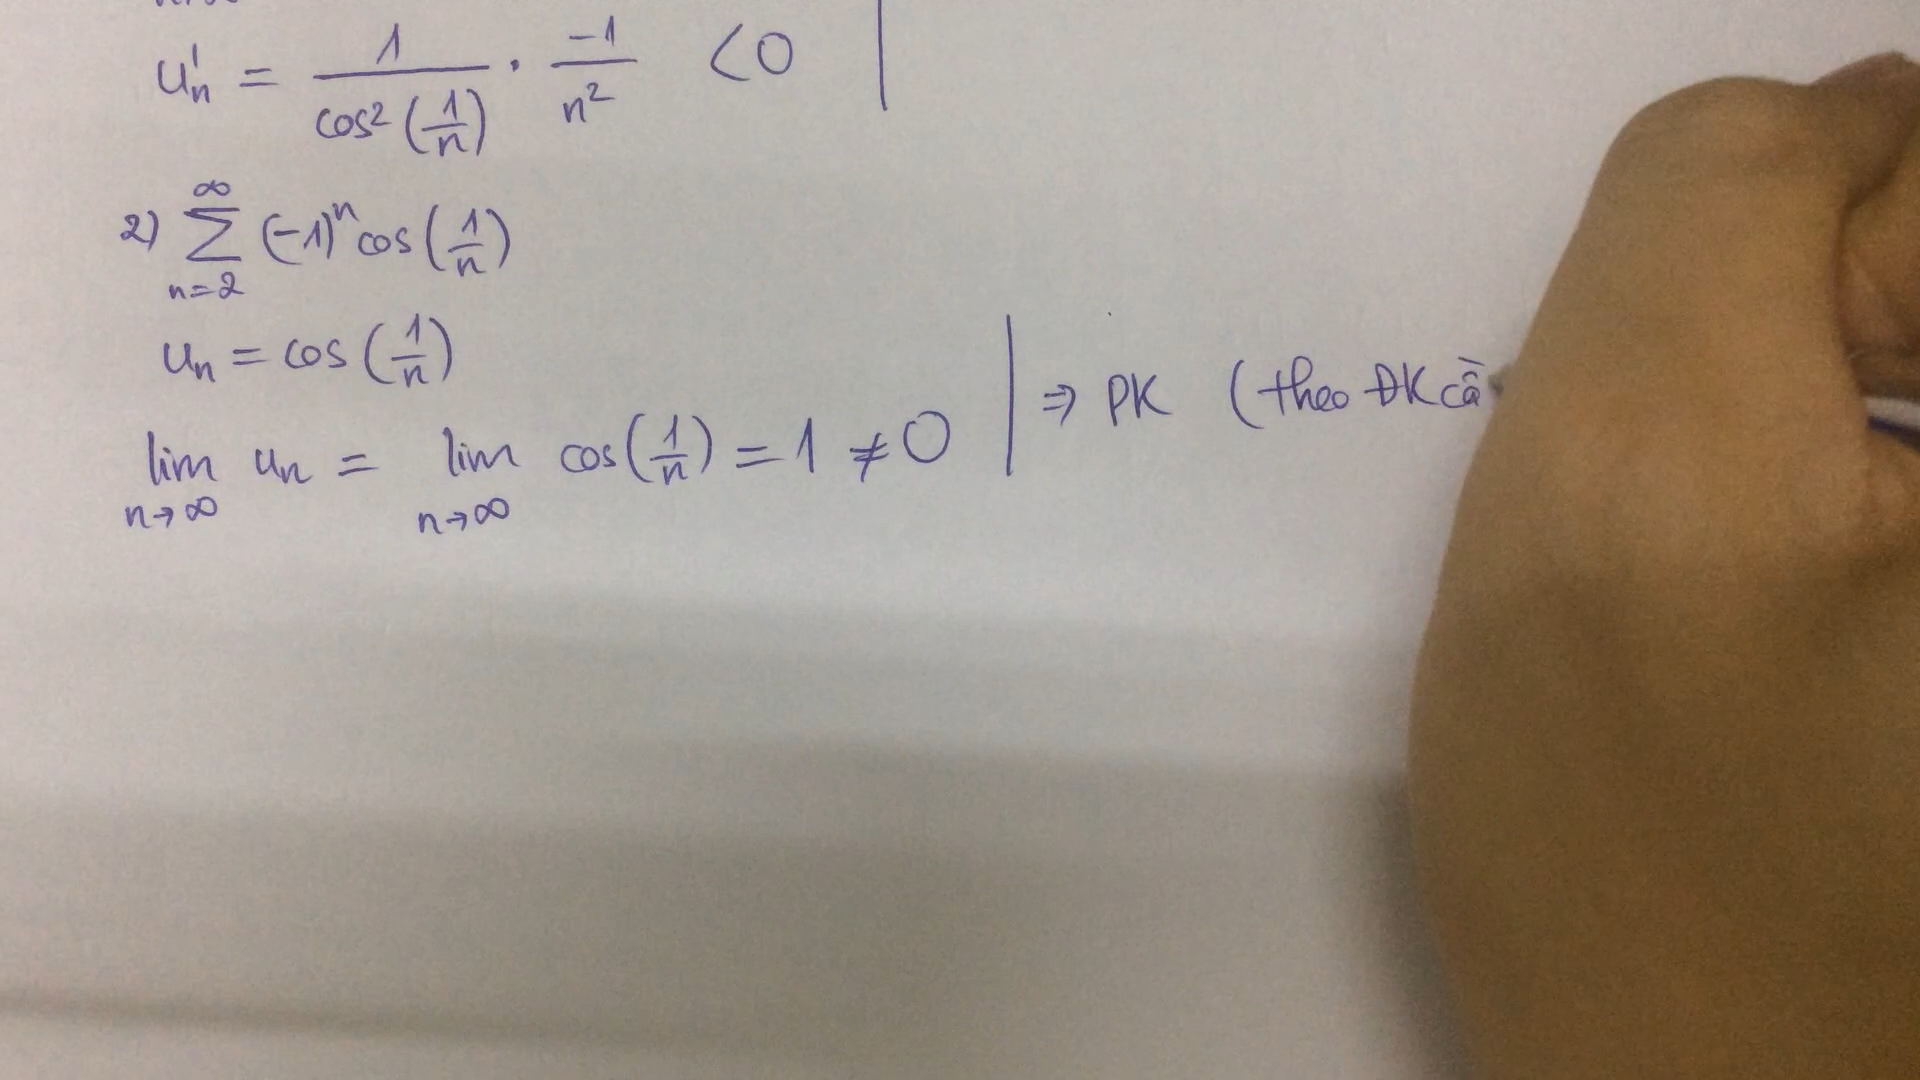 u'n = 1/cos²(1/n) · -1/n² < 0
2) ∑_{n=2}^{∞} (-1)ⁿ cos(1/n)
un = cos(1/n)
lim_{n→∞} un = lim_{n→∞} cos(1/n) = 1 ≠ 0 | ⇒ PK (theo ĐK cầ